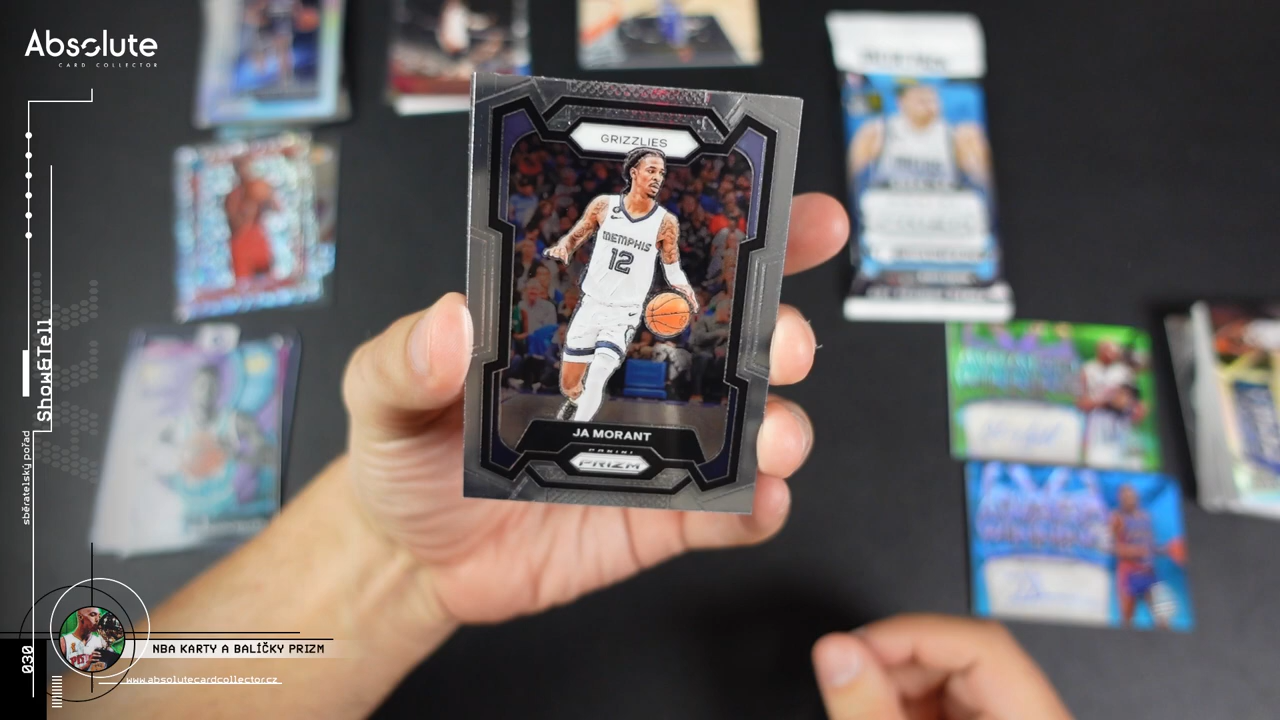 Absolute
CARD COLLECTOR
GRIZZLIES
MEMPHIS
12
JA MORANT
PANINI
PRIZM
Show&Tell
sběratelský pořad
030
NBA KARTY A BALÍČKY PRIZM
www.absolutecardcollector.cz